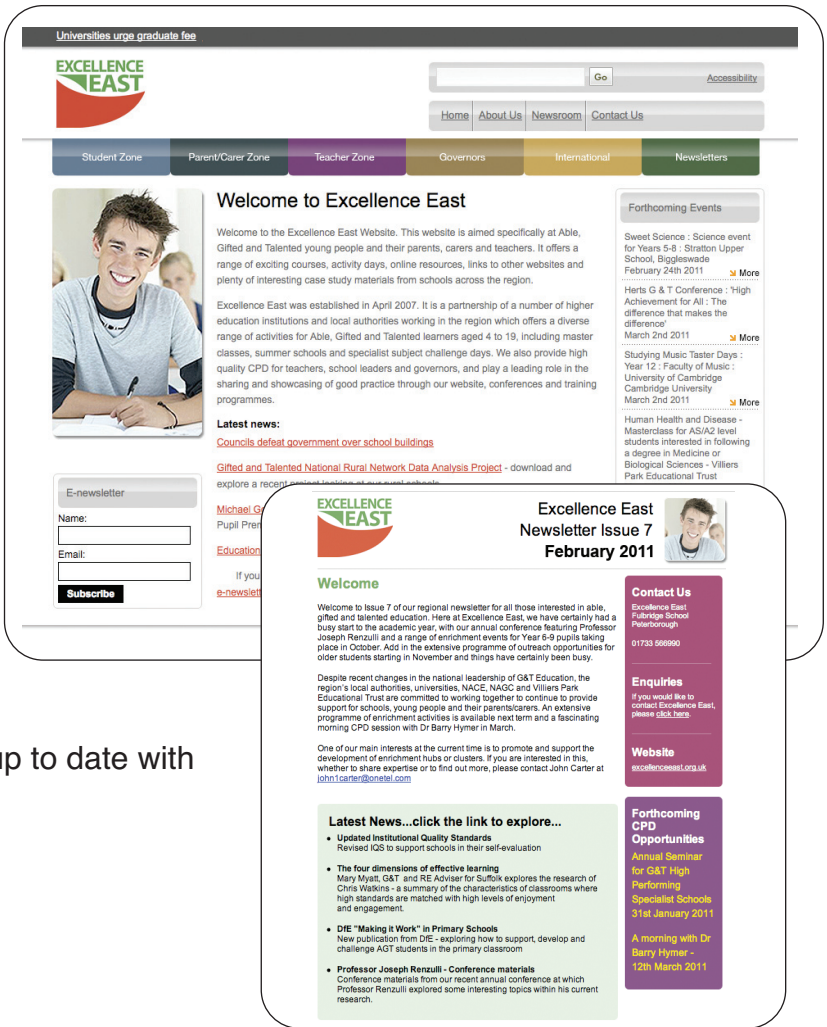 Universities urge graduate fee
EXCELLENCE
EAST
Go
Accessibility
Home About Us Newsroom Contact Us
Student Zone Parent/Carer Zone Teacher Zone Governors International Newsletters
Welcome to Excellence East
Welcome to the Excellence East Website. This website is aimed specifically at Able,
Gifted and Talented young people and their parents, carers and teachers. It offers a
range of exciting courses, activity days, online resources, links to other websites and
plenty of interesting case study materials from schools across the region.
Excellence East was established in April 2007. It is a partnership of a number of higher
education institutions and local authorities working in the region which offers a diverse
range of activities for Able, Gifted and Talented learners aged 4 to 19, including master
classes, summer schools and specialist subject challenge days. We also provide high
quality CPD for teachers, school leaders and governors, and play a leading role in the
sharing and showcasing of good practice through our website, conferences and training
programmes.
Latest news:
Councils defeat government over school buildings
Gifted and Talented National Rural Network Data Analysis Project - download and
explore a recent project looking at our rural schools
Michael G
Pupil Pre
Education
If you
e-newslet
Forthcoming Events
Sweet Science : Science event
for Years 5-8 : Stratton Upper
School, Biggleswade
February 24th 2011
More
Herts G & T Conference : 'High
Achievement for All : The
difference that makes the
difference'
March 2nd 2011
More
Studying Music Taster Days :
Year 12 : Faculty of Music :
University of Cambridge
Cambridge University
March 2nd 2011
More
Human Health and Disease -
Masterclass for AS/A2 level
students interested in following
a degree in Medicine or
Biological Sciences - Villiers
Park Educational Trust
E-newsletter
Name:
Email:
Subscribe
up to date with
EXCELLENCE
EAST
Excellence East
Newsletter Issue 7
February 2011
Welcome
Welcome to Issue 7 of our regional newsletter for all those interested in able,
gifted and talented education. Here at Excellence East, we have certainly had a
busy start to the academic year, with our annual conference featuring Professor
Joseph Renzulli and a range of enrichment events for Year 6-9 pupils taking
place in October. Add in the extensive programme of outreach opportunities for
older students starting in November and things have certainly been busy.
Despite recent changes in the national leadership of G&T Education, the
region's local authorities, universities, NACE, NAGC and Villiers Park
Educational Trust are committed to working together to continue to provide
support for schools, young people and their parents/carers. An extensive
programme of enrichment activities is available next term and a fascinating
morning CPD session with Dr Barry Hymer in March.
One of our main interests at the current time is to promote and support the
development of enrichment hubs or clusters. If you are interested in this,
whether to share expertise or to find out more, please contact John Carter at
john1carter@onetel.com
Contact Us
Excellence East
Fulbridge School
Peterborough
01733 566990
Enquiries
If you would like to
contact Excellence East,
please click here.
Website
excellenceeast.org.uk
Latest News...click the link to explore...
• Updated Institutional Quality Standards
Revised IQS to support schools in their self-evaluation
• The four dimensions of effective learning
Mary Myatt, G&T and RE Adviser for Suffolk explores the research of
Chris Watkins - a summary of the characteristics of classrooms where
high standards are matched with high levels of enjoyment
and engagement.
• DfE "Making it Work" in Primary Schools
New publication from DfE - exploring how to support, develop and
challenge AGT students in the primary classroom
• Professor Joseph Renzulli - Conference materials
Conference materials from our recent annual conference at which
Professor Renzulli explored some interesting topics within his current
research.
Forthcoming
CPD
Opportunities
Annual Seminar
for G&T High
Performing
Specialist Schools
31st January 2011
A morning with Dr
Barry Hymer -
12th March 2011